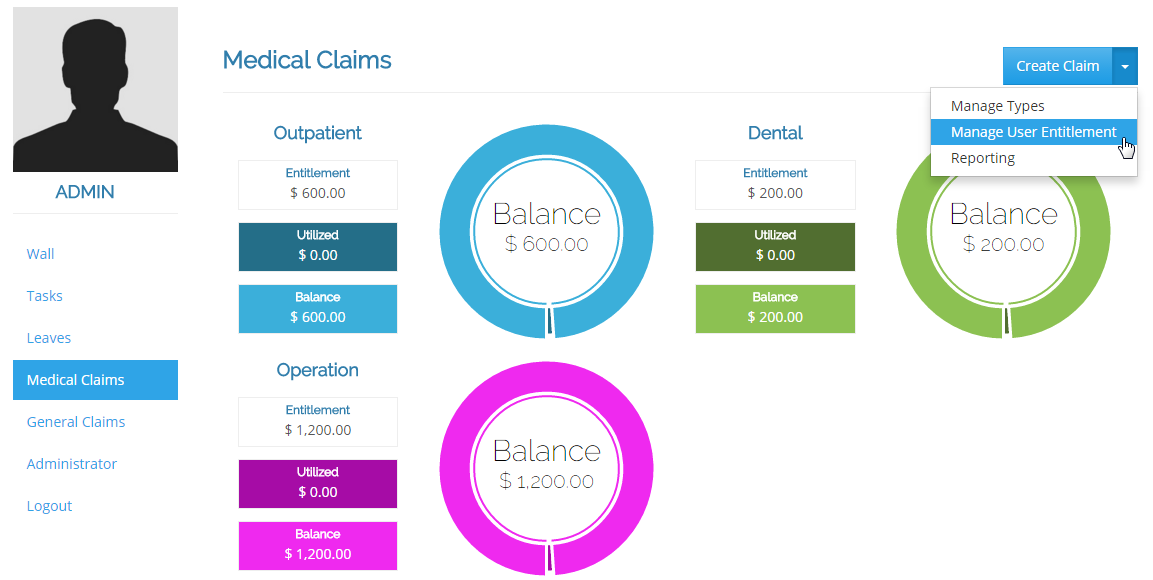 ADMIN
Wall
Tasks
Leaves
Medical Claims
General Claims
Administrator
Logout
Medical Claims
Create Claim
Manage Types
Manage User Entitlement
Reporting
Outpatient
Entitlement
$ 600.00
Utilized
$ 0.00
Balance
$ 600.00
Balance
$ 600.00
Dental
Entitlement
$ 200.00
Utilized
$ 0.00
Balance
$ 200.00
Balance
$ 200.00
Operation
Entitlement
$ 1,200.00
Utilized
$ 0.00
Balance
$ 1,200.00
Balance
$ 1,200.00